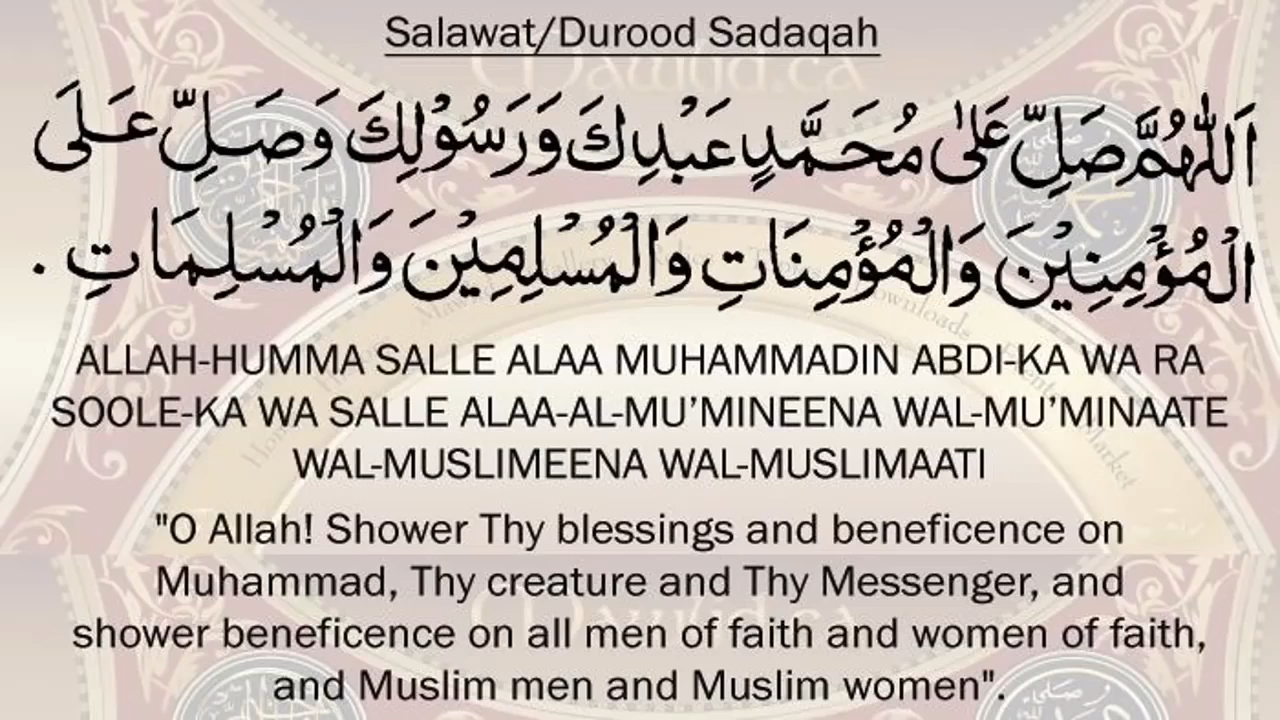 Salawat/Durood Sadaqah
اَللّٰهُمَّ صَلِّ عَلٰى مُحَمَّدٍ عَبْدِكَ وَرَسُوْلِكَ وَصَلِّ عَلَى
الْمُؤْمِنِيْنَ وَالْمُؤْمِنَاتِ وَالْمُسْلِمِيْنَ وَالْمُسْلِمَاتِ .
ALLAH-HUMMA SALLE ALAA MUHAMMADIN ABDI-KA WA RA
SOOLE-KA WA SALLE ALAA-AL-MU’MINEENA WAL-MU’MINAATE
WAL-MUSLIMEENA WAL-MUSLIMAATI
"O Allah! Shower Thy blessings and beneficence on
Muhammad, Thy creature and Thy Messenger, and
shower beneficence on all men of faith and women of faith,
and Muslim men and Muslim women".